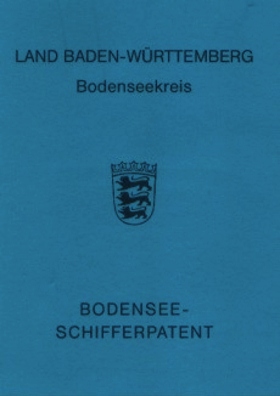 LAND BADEN-WÜRTTEMBERG
Bodenseekreis
BODENSEE-
SCHIFFERPATENT